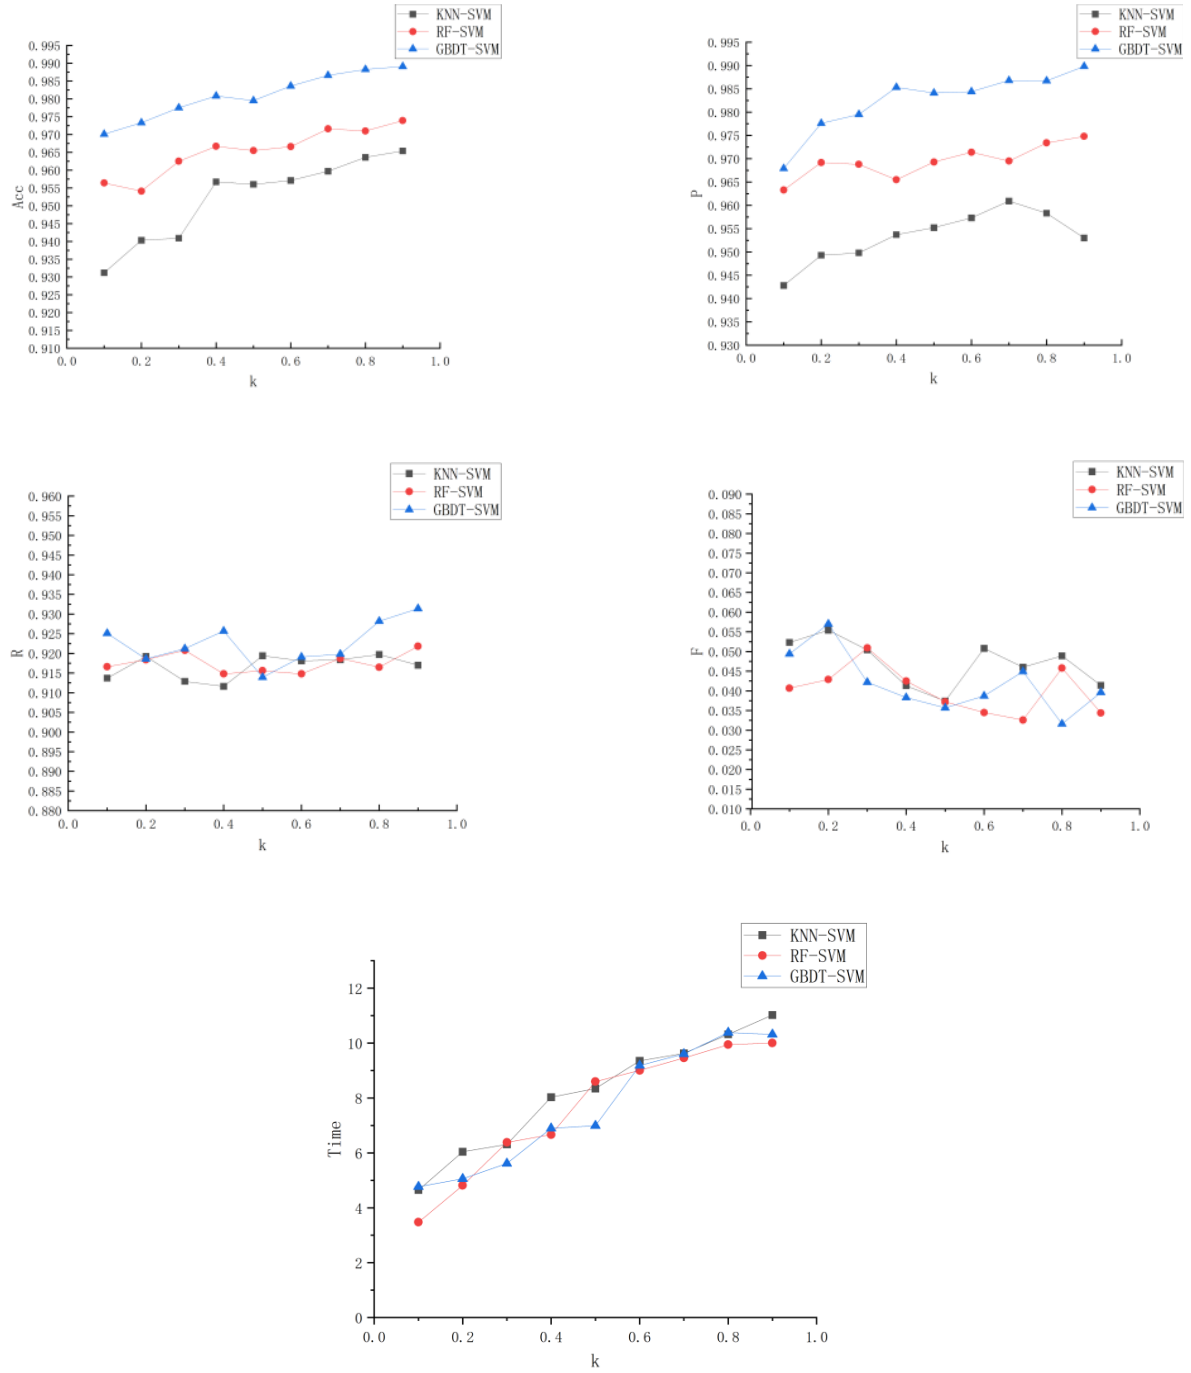 KNN-SVM
RF-SVM
GBDT-SVM
0.995
0.990
0.985
0.980
0.975
0.970
0.965
0.960
0.955
0.950
0.945
0.940
0.935
0.930
0.925
0.920
0.915
0.910
Acc
0.0 0.2 0.4 0.6 0.8 1.0
k
KNN-SVM
RF-SVM
GBDT-SVM
0.995
0.990
0.985
0.980
0.975
0.970
0.965
0.960
0.955
0.950
0.945
0.940
0.935
0.930
P
0.0 0.2 0.4 0.6 0.8 1.0
k
KNN-SVM
RF-SVM
GBDT-SVM
0.960
0.955
0.950
0.945
0.940
0.935
0.930
0.925
0.920
0.915
0.910
0.905
0.900
0.895
0.890
0.885
0.880
R
0.0 0.2 0.4 0.6 0.8 1.0
k
KNN-SVM
RF-SVM
GBDT-SVM
0.090
0.085
0.080
0.075
0.070
0.065
0.060
0.055
0.050
0.045
0.040
0.035
0.030
0.025
0.020
0.015
0.010
F
0.0 0.2 0.4 0.6 0.8 1.0
k
KNN-SVM
RF-SVM
GBDT-SVM
12
10
8
6
4
2
0
Time
0.0 0.2 0.4 0.6 0.8 1.0
k